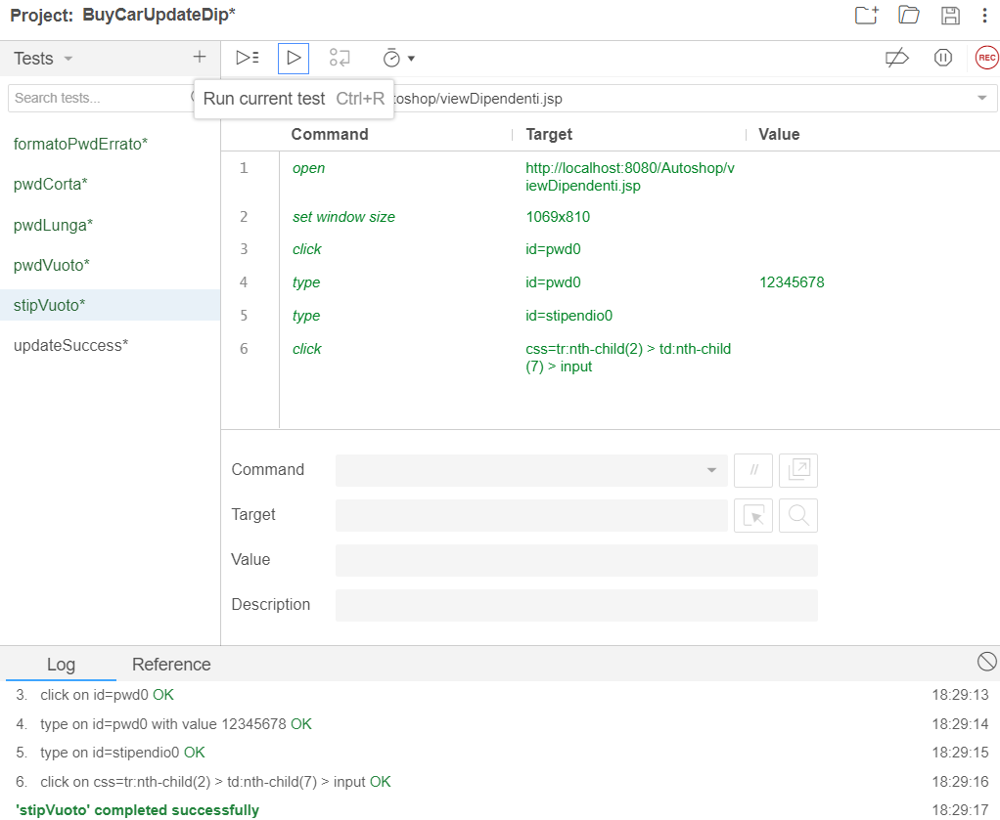 Project: BuyCarUpdateDip*
Tests
REC
Search tests...
Run current test Ctrl+R
toshop/viewDipendenti.jsp
Command Target Value
formatoPwdErrato*
pwdCorta*
pwdLunga*
pwdVuoto*
stipVuoto*
updateSuccess*
1 open http://localhost:8080/Autoshop/v
iewDipendenti.jsp
2 set window size 1069x810
3 click id=pwd0
4 type id=pwd0 12345678
5 type id=stipendio0
6 click css=tr:nth-child(2) > td:nth-child
(7) > input
Command //
Target
Value
Description
Log Reference
3. click on id=pwd0 OK 18:29:13
4. type on id=pwd0 with value 12345678 OK 18:29:14
5. type on id=stipendio0 OK 18:29:15
6. click on css=tr:nth-child(2) > td:nth-child(7) > input OK 18:29:16
'stipVuoto' completed successfully 18:29:17